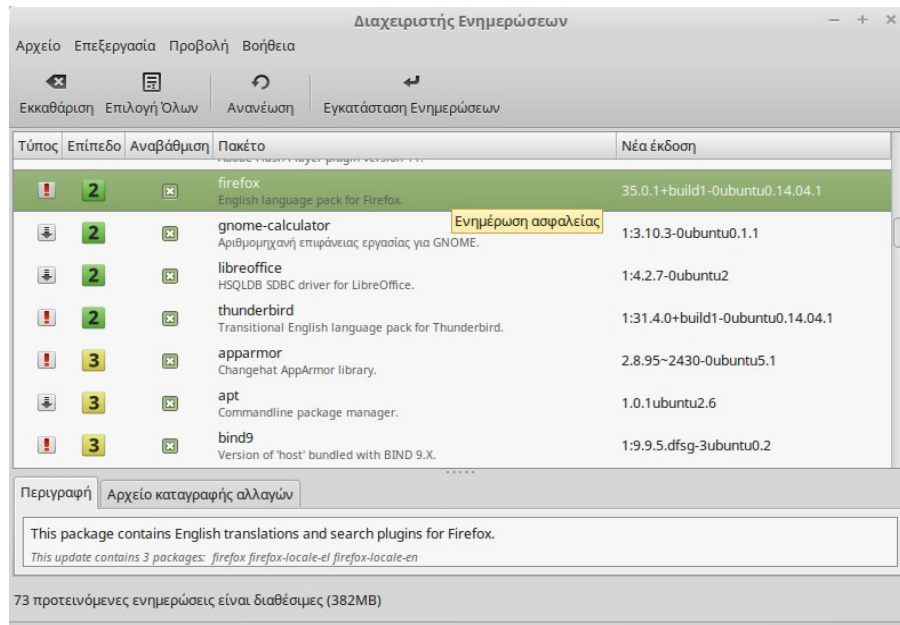 Διαχειριστής Ενημερώσεων
Αρχείο Επεξεργασία Προβολή Βοήθεια
Εκκαθάριση Επιλογή Όλων Ανανέωση Εγκατάσταση Ενημερώσεων
Τύπος Επίπεδο Αναβάθμιση Πακέτο Νέα έκδοση
Adobe Flash Player plugin version 11.
2 firefox 35.0.1+build1-0ubuntu0.14.04.1
English language pack for Firefox.
Ενημέρωση ασφαλείας
2 gnome-calculator 1:3.10.3-0ubuntu0.1.1
Αριθμομηχανή επιφάνειας εργασίας για GNOME.
2 libreoffice 1:4.2.7-0ubuntu2
HSQLDB SDBC driver for LibreOffice.
2 thunderbird 1:31.4.0+build1-0ubuntu0.14.04.1
Transitional English language pack for Thunderbird.
3 apparmor 2.8.95~2430-0ubuntu5.1
Changehat AppArmor library.
3 apt 1.0.1ubuntu2.6
Commandline package manager.
3 bind9 1:9.9.5.dfsg-3ubuntu0.2
Version of 'host' bundled with BIND 9.X.
Περιγραφή Αρχείο καταγραφής αλλαγών
This package contains English translations and search plugins for Firefox.
This update contains 3 packages: firefox firefox-locale-el firefox-locale-en
73 προτεινόμενες ενημερώσεις είναι διαθέσιμες (382MB)